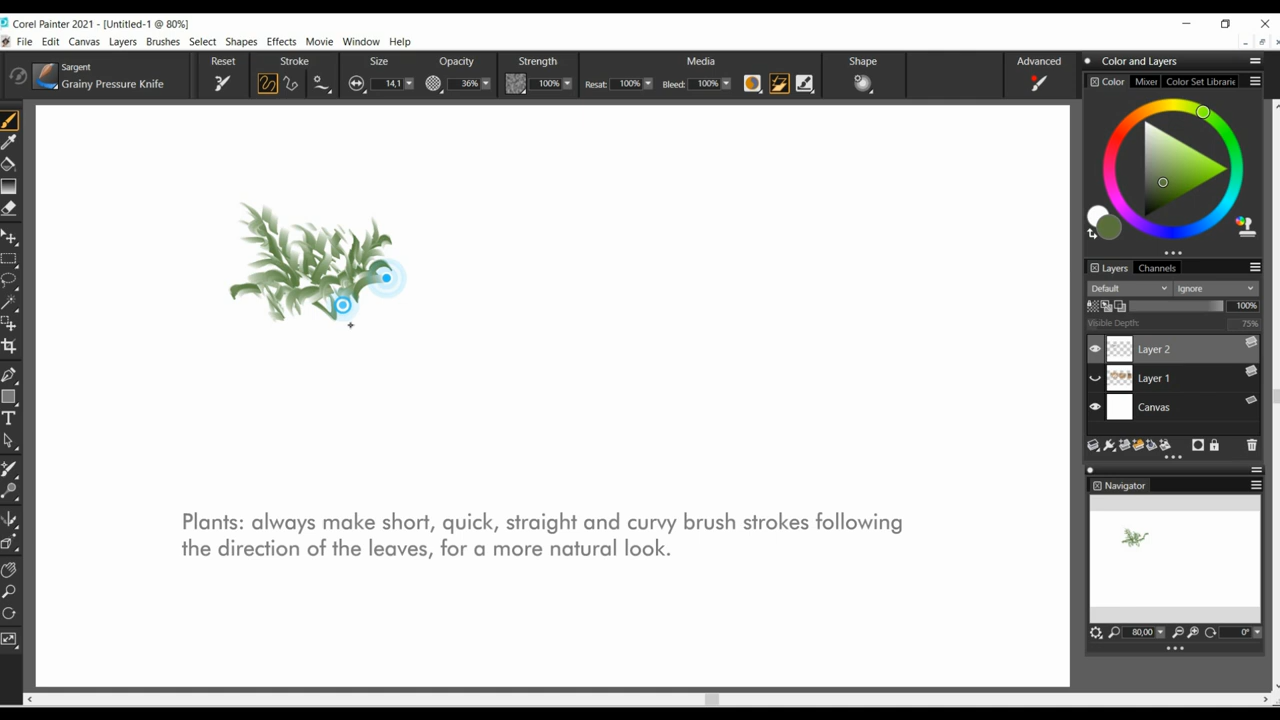 Corel Painter 2021 - [Untitled-1 @ 80%]
File Edit Canvas Layers Brushes Select Shapes Effects Movie Window Help
Sargent
Grainy Pressure Knife
Reset Stroke Size Opacity Strength Media Shape Advanced
14,1 36% 100% Resat: 100% Bleed: 100%
Color and Layers
Color Mixer Color Set Librarie
Layers Channels
Default Ignore
100%
Visible Depth: 75%
Layer 2
Layer 1
Canvas
Navigator
80,00 0°
Plants: always make short, quick, straight and curvy brush strokes following
the direction of the leaves, for a more natural look.